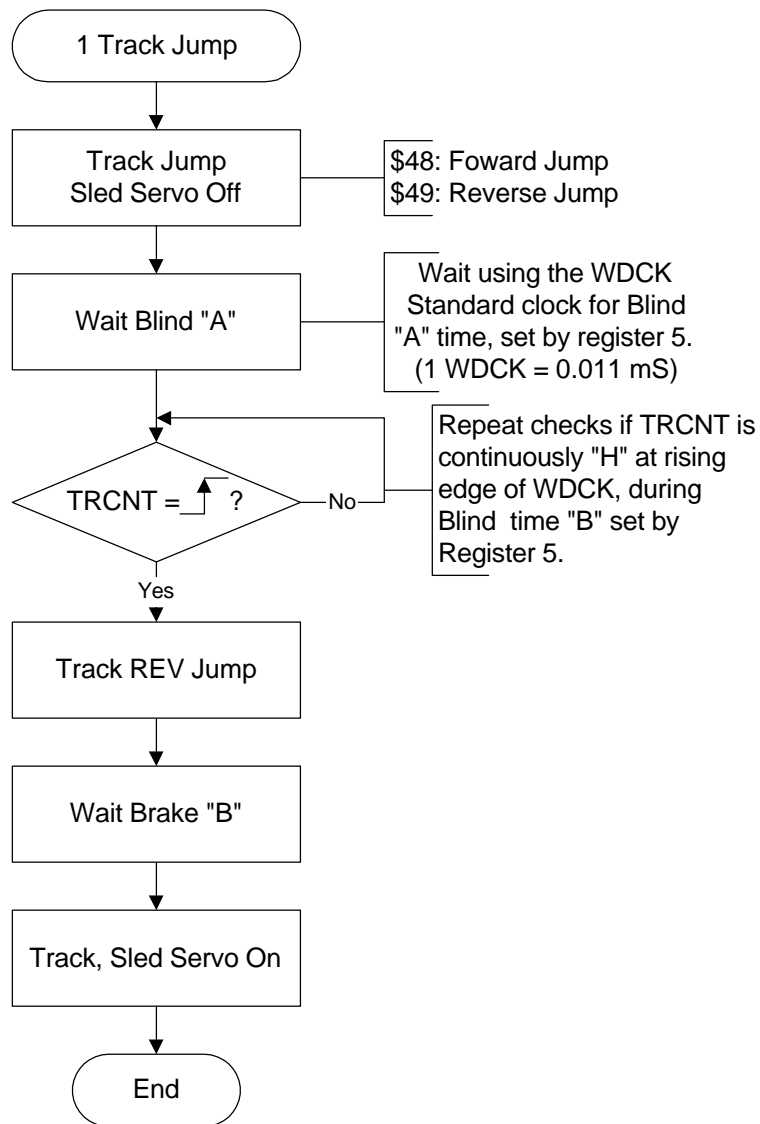 1 Track Jump
Track Jump
Sled Servo Off
$48: Foward Jump
$49: Reverse Jump
Wait Blind "A"
Wait using the WDCK
Standard clock for Blind
"A" time, set by register 5.
(1 WDCK = 0.011 mS)
TRCNT = ?
No
Repeat checks if TRCNT is
continuously "H" at rising
edge of WDCK, during
Blind time "B" set by
Register 5.
Yes
Track REV Jump
Wait Brake "B"
Track, Sled Servo On
End